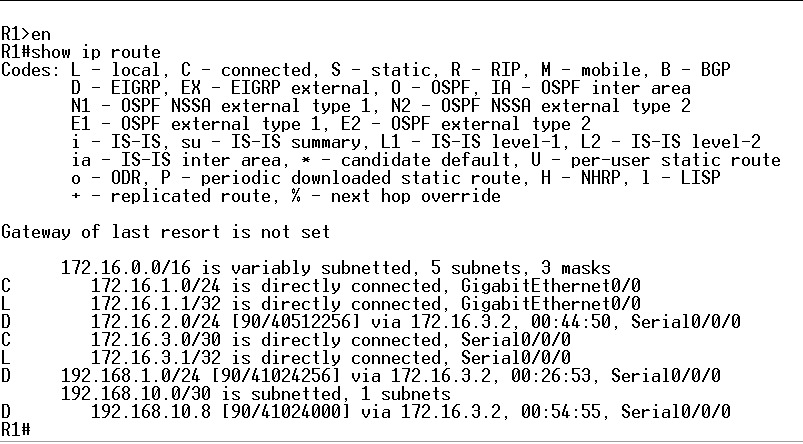 R1>en
R1#show ip route
Codes: L - local, C - connected, S - static, R - RIP, M - mobile, B - BGP
       D - EIGRP, EX - EIGRP external, O - OSPF, IA - OSPF inter area
       N1 - OSPF NSSA external type 1, N2 - OSPF NSSA external type 2
       E1 - OSPF external type 1, E2 - OSPF external type 2
       i - IS-IS, su - IS-IS summary, L1 - IS-IS level-1, L2 - IS-IS level-2
       ia - IS-IS inter area, * - candidate default, U - per-user static route
       o - ODR, P - periodic downloaded static route, H - NHRP, l - LISP
       + - replicated route, % - next hop override

Gateway of last resort is not set

      172.16.0.0/16 is variably subnetted, 5 subnets, 3 masks
C        172.16.1.0/24 is directly connected, GigabitEthernet0/0
L        172.16.1.1/32 is directly connected, GigabitEthernet0/0
D        172.16.2.0/24 [90/40512256] via 172.16.3.2, 00:44:50, Serial0/0/0
C        172.16.3.0/30 is directly connected, Serial0/0/0
L        172.16.3.1/32 is directly connected, Serial0/0/0
D     192.168.1.0/24 [90/41024256] via 172.16.3.2, 00:26:53, Serial0/0/0
      192.168.10.0/30 is subnetted, 1 subnets
D        192.168.10.8 [90/41024000] via 172.16.3.2, 00:54:55, Serial0/0/0
R1#